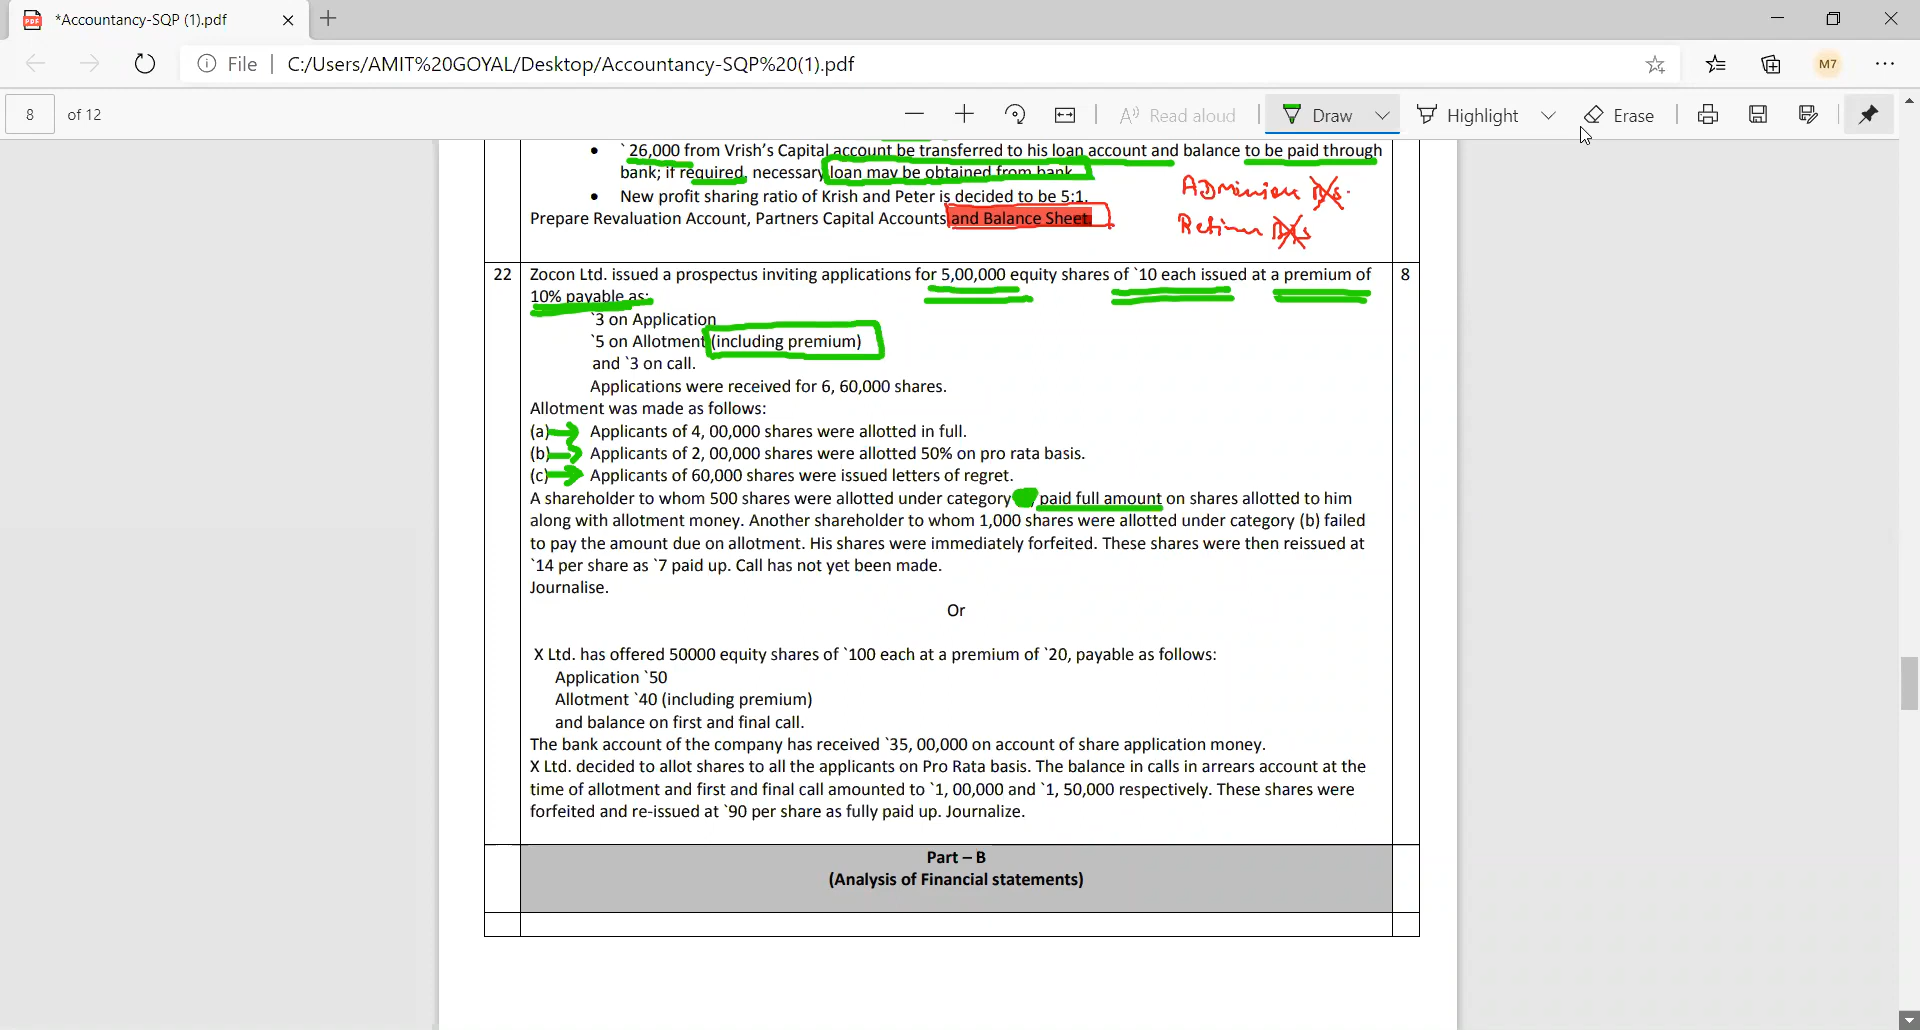 *Accountancy-SQP (1).pdf
File
C:/Users/AMIT%20GOYAL/Desktop/Accountancy-SQP%20(1).pdf
M7
8
of 12
Read aloud
Draw
Highlight
Erase
` 26,000 from Vrish's Capital account be transferred to his loan account and balance to be paid through
bank; if required, necessary loan may be obtained from bank.
• New profit sharing ratio of Krish and Peter is decided to be 5:1.
Prepare Revaluation Account, Partners Capital Accounts and Balance Sheet.
22 Zocon Ltd. issued a prospectus inviting applications for 5,00,000 equity shares of `10 each issued at a premium of 8
10% payable as:
`3 on Application
`5 on Allotment (including premium)
and `3 on call.
Applications were received for 6, 60,000 shares.
Allotment was made as follows:
(a) Applicants of 4, 00,000 shares were allotted in full.
(b) Applicants of 2, 00,000 shares were allotted 50% on pro rata basis.
(c) Applicants of 60,000 shares were issued letters of regret.
A shareholder to whom 500 shares were allotted under category paid full amount on shares allotted to him
along with allotment money. Another shareholder to whom 1,000 shares were allotted under category (b) failed
to pay the amount due on allotment. His shares were immediately forfeited. These shares were then reissued at
`14 per share as `7 paid up. Call has not yet been made.
Journalise.
Or
X Ltd. has offered 50000 equity shares of `100 each at a premium of `20, payable as follows:
Application `50
Allotment `40 (including premium)
and balance on first and final call.
The bank account of the company has received `35, 00,000 on account of share application money.
X Ltd. decided to allot shares to all the applicants on Pro Rata basis. The balance in calls in arrears account at the
time of allotment and first and final call amounted to `1, 00,000 and `1, 50,000 respectively. These shares were
forfeited and re-issued at `90 per share as fully paid up. Journalize.
Part – B
(Analysis of Financial statements)